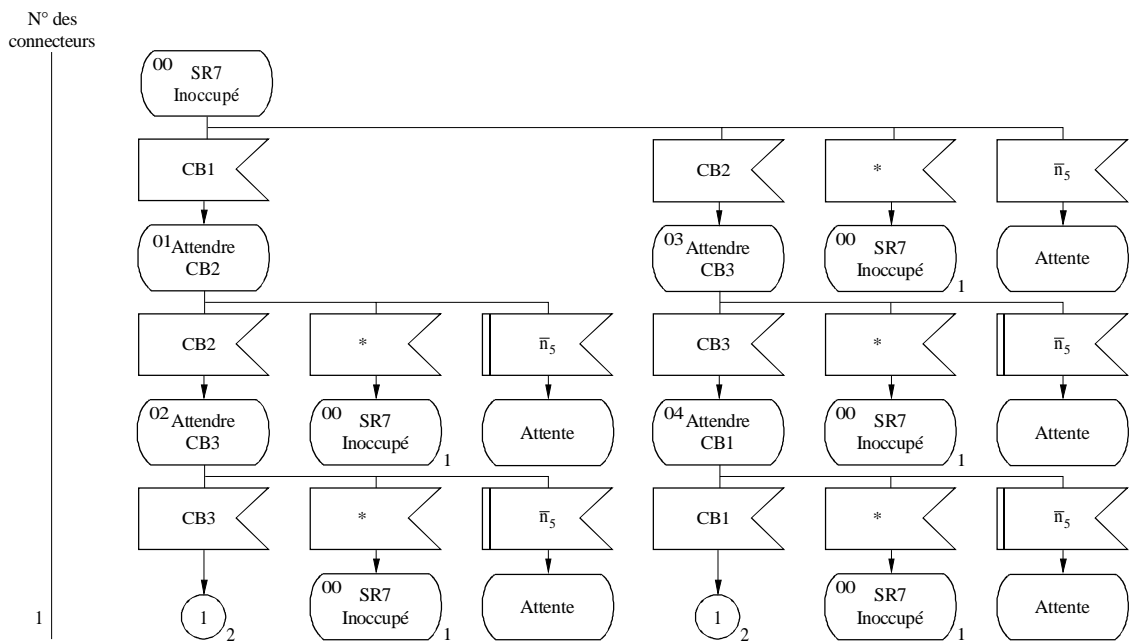 N° des
connecteurs
00
SR7
Inoccupé
CB1
CB2
*
n̅5
01
Attendre
CB2
03
Attendre
CB3
00
SR7
Inoccupé
1
Attente
CB2
*
n̅5
CB3
*
n̅5
02
Attendre
CB3
00
SR7
Inoccupé
1
Attente
04
Attendre
CB1
00
SR7
Inoccupé
1
Attente
CB3
*
n̅5
CB1
*
n̅5
1
1
2
00
SR7
Inoccupé
1
Attente
1
2
00
SR7
Inoccupé
1
Attente